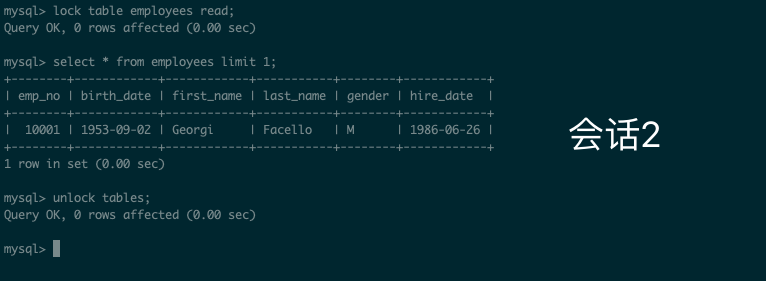 mysql> lock table employees read;
Query OK, 0 rows affected (0.00 sec)
mysql> select * from employees limit 1;
+--------+------------+------------+-----------+--------+------------+
| emp_no | birth_date | first_name | last_name | gender | hire_date  |
+--------+------------+------------+-----------+--------+------------+
|  10001 | 1953-09-02 | Georgi     | Facello   | M      | 1986-06-26 |
+--------+------------+------------+-----------+--------+------------+
1 row in set (0.00 sec)
mysql> unlock tables;
Query OK, 0 rows affected (0.00 sec)
mysql>
会话2